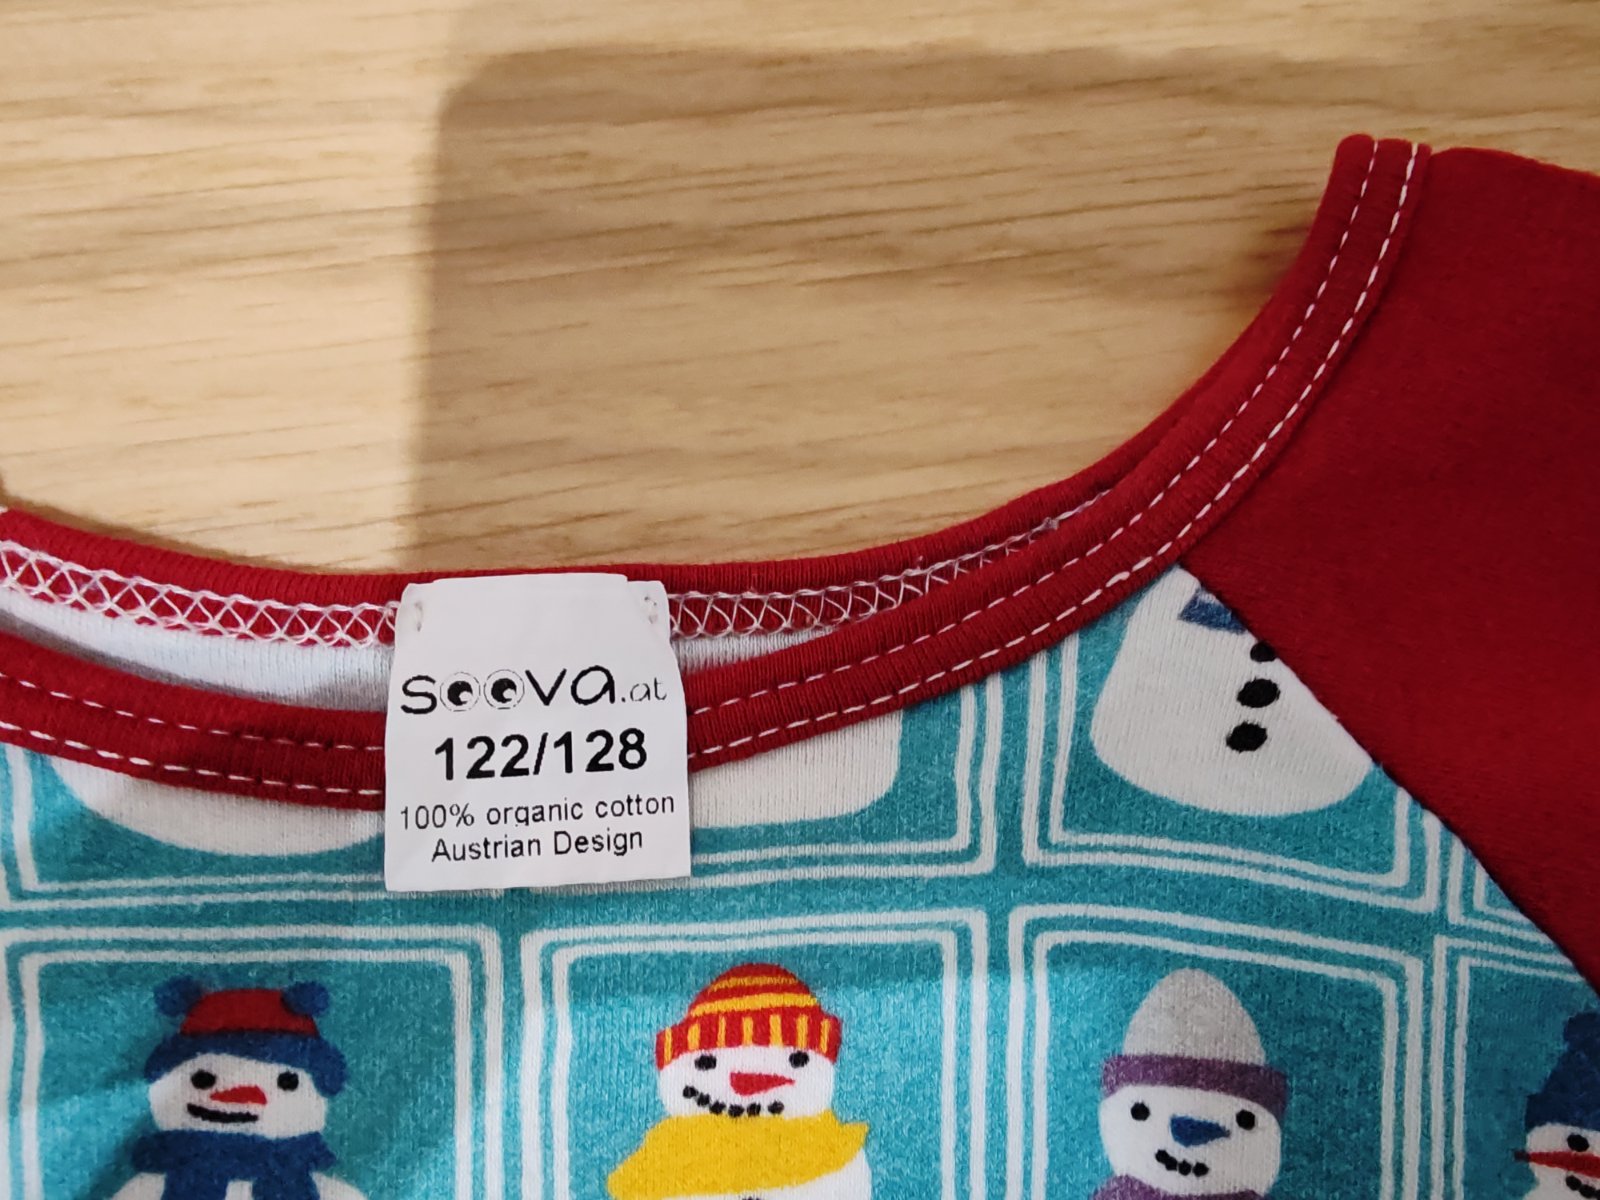 soova.at
122/128
100% organic cotton
Austrian Design